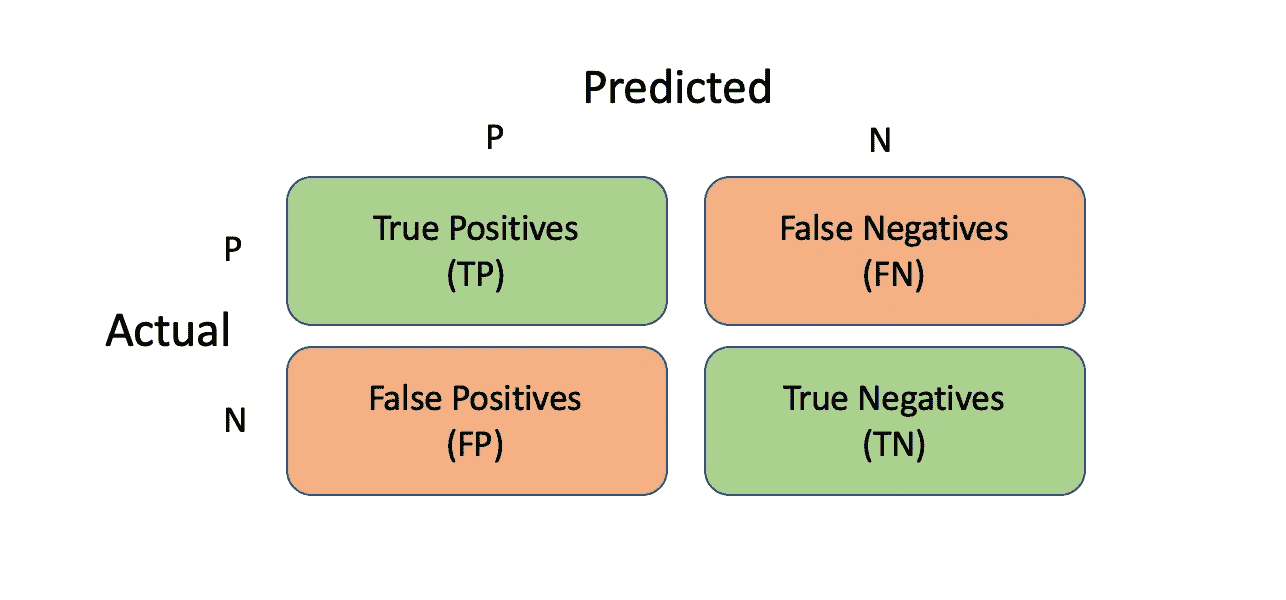 Predicted
P
N
P
True Positives
(TP)
False Negatives
(FN)
Actual
N
False Positives
(FP)
True Negatives
(TN)